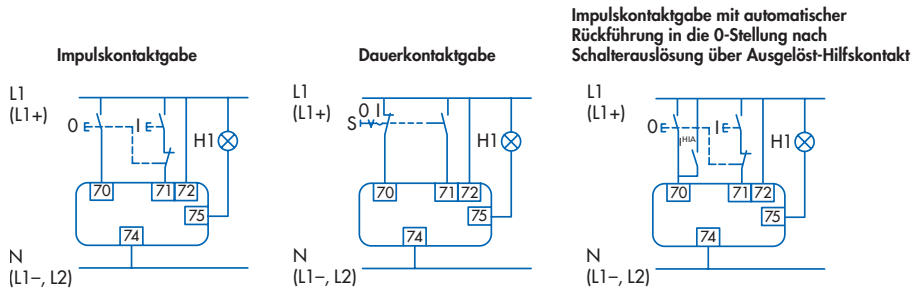 Impulskontaktgabe
L1
(L1+)
0
I
H1
70
71
72
75
74
N
(L1–, L2)
Dauerkontaktgabe
L1
(L1+)
0 I
S
H1
70
71
72
75
74
N
(L1–, L2)
Impulskontaktgabe mit automatischer
Rückführung in die 0-Stellung nach
Schalterauslösung über Ausgelöst-Hilfskontakt
L1
(L1+)
0
I
HIA
H1
70
71
72
75
74
N
(L1–, L2)